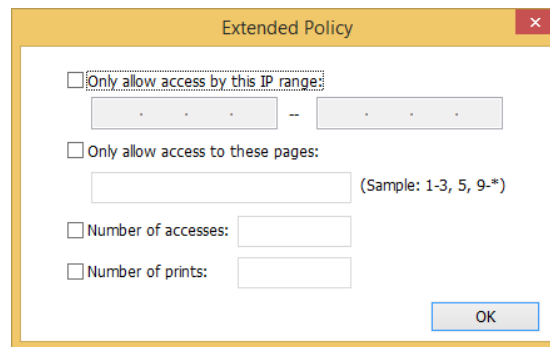 Extended Policy
Only allow access by this IP range:
. . . -- . . .
Only allow access to these pages:
(Sample: 1-3, 5, 9-*)
Number of accesses:
Number of prints:
OK